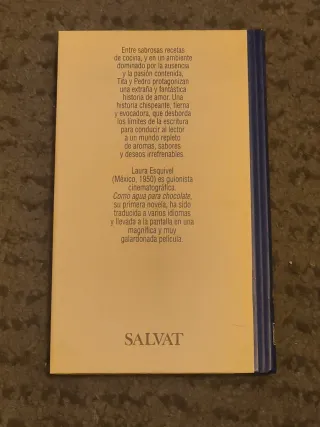 Entre sabrosas recetas
de cocina, y en un ambiente
dominado por la ausencia
y la pasión contenida,
Tita y Pedro protagonizan
una extraña y fantástica
historia de amor. Una
historia chispeante, tierna
y evocadora, que desborda
los límites de la escritura
para conducir al lector
a un mundo repleto
de aromas, sabores
y deseos irrefrenables.
Laura Esquivel
(México, 1950) es guionista
cinematográfica.
Como agua para chocolate,
su primera novela, ha sido
traducida a varios idiomas
y llevada a la pantalla en una
magnífica y muy
galardonada película.
SALVAT